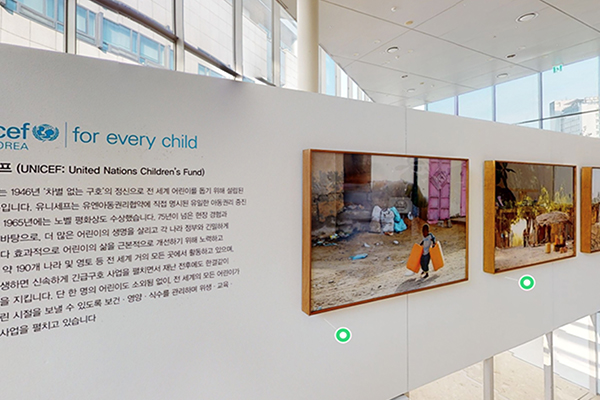 cef for every child
OREA
프 (UNICEF: United Nations Children's Fund)
는 1946년 '차별 없는 구호'의 정신으로 전 세계 어린이를 돕기 위해 설립된
입니다. 유니세프는 유엔아동권리협약에 직접 명시된 유일한 아동권리 증진
1965년에는 노벨 평화상도 수상했습니다. 75년이 넘은 현장 경험과
바탕으로, 더 많은 어린이의 생명을 살리고 각 나라 정부와 긴밀하게
다 효과적으로 어린이의 삶을 근본적으로 개선하기 위해 노력하고
약 190개 나라 및 영토 등 전 세계 거의 모든 곳에서 활동하고 있으며,
생하면 신속하게 긴급구호 사업을 펼치면서 재난 전후에도 한결같이
을 지킵니다. 단 한 명의 어린이도 소외됨 없이, 전 세계의 모든 어린이가
린 시절을 보낼 수 있도록 보건 · 영양 · 식수를 관리하며 위생 · 교육 ·
사업을 펼치고 있습니다